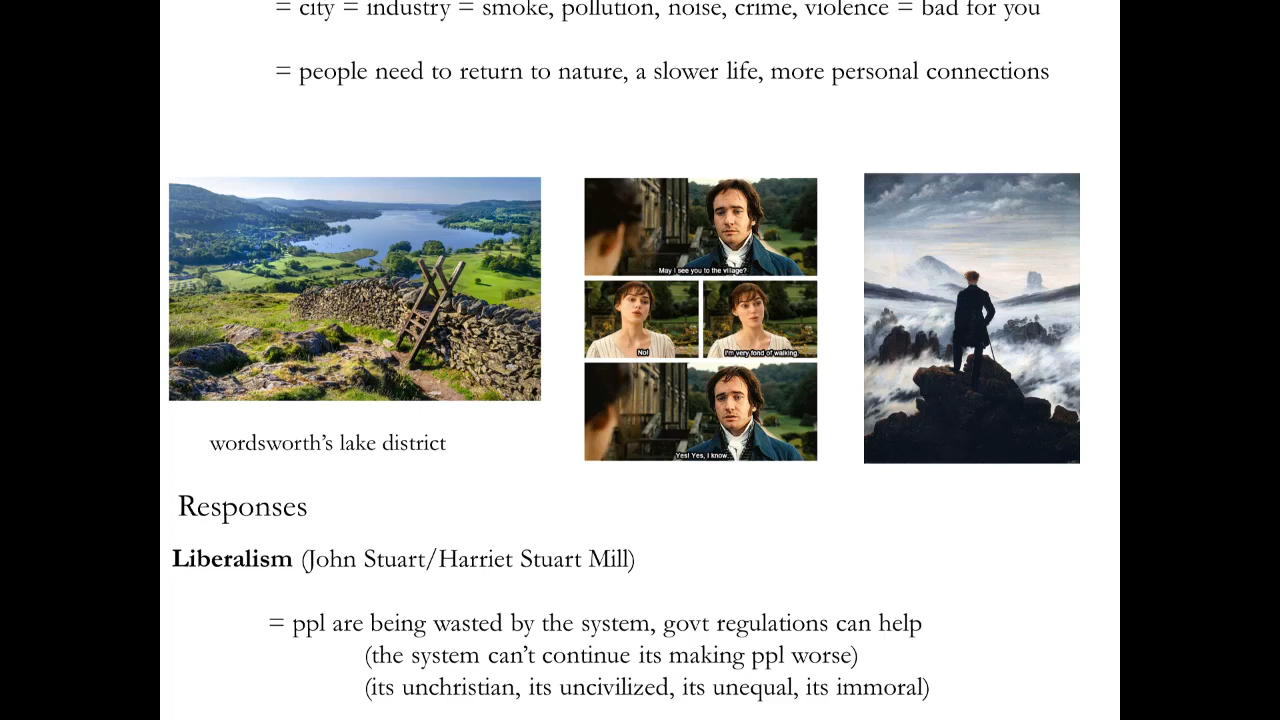 = city = industry = smoke, pollution, noise, crime, violence = bad for you
= people need to return to nature, a slower life, more personal connections
May I see you to the village?
No!
I'm very fond of walking.
Yes! Yes, I know.
wordsworth's lake district
Responses
Liberalism (John Stuart/Harriet Stuart Mill)
= ppl are being wasted by the system, govt regulations can help
(the system can't continue its making ppl worse)
(its unchristian, its uncivilized, its unequal, its immoral)